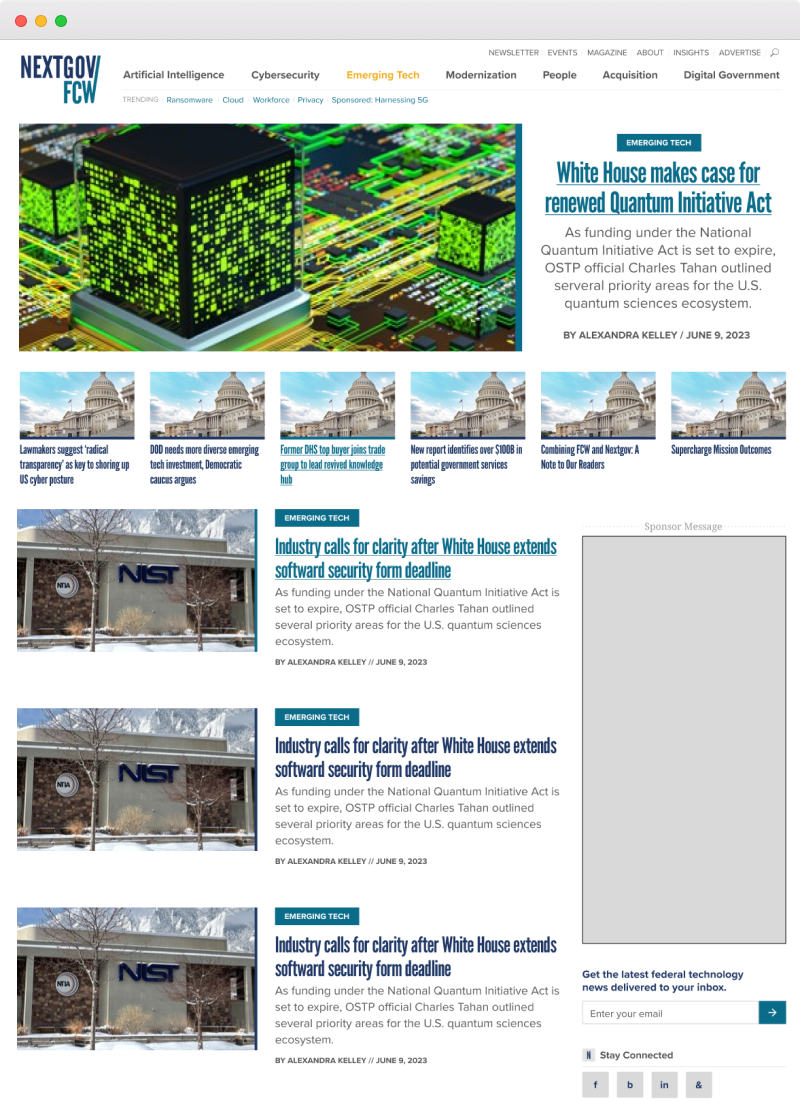 NEWSLETTER / EVENTS / MAGAZINE / ABOUT / INSIGHTS / ADVERTISE /
NEXTGOV/
FCW
Artificial Intelligence Cybersecurity Emerging Tech Modernization People Acquisition Digital Government
TRENDING / Ransomware / Cloud / Workforce / Privacy / Sponsored: Harnessing 5G
EMERGING TECH
White House makes case for
renewed Quantum Initiative Act
As funding under the National
Quantum Initiative Act is set to expire,
OSTP official Charles Tahan outlined
serveral priority areas for the U.S.
quantum sciences ecosystem.
BY ALEXANDRA KELLEY / JUNE 9, 2023
Lawmakers suggest 'radical
transparency' as key to shoring up
US cyber posture
DOD needs more diverse emerging
tech investment, Democratic
caucus argues
Former DHS top buyer joins trade
group to lead revived knowledge
hub
New report identifies over $100B in
potential government services
savings
Combining FCW and Nextgov: A
Note to Our Readers
Supercharge Mission Outcomes
NTIA
NIST
EMERGING TECH
Industry calls for clarity after White House extends
softward security form deadline
As funding under the National Quantum Initiative Act is
set to expire, OSTP official Charles Tahan outlined
several priority areas for the U.S. quantum sciences
ecosystem.
BY ALEXANDRA KELLEY // JUNE 9, 2023
NTIA
NIST
EMERGING TECH
Industry calls for clarity after White House extends
softward security form deadline
As funding under the National Quantum Initiative Act is
set to expire, OSTP official Charles Tahan outlined
several priority areas for the U.S. quantum sciences
ecosystem.
BY ALEXANDRA KELLEY // JUNE 9, 2023
NTIA
NIST
EMERGING TECH
Industry calls for clarity after White House extends
softward security form deadline
As funding under the National Quantum Initiative Act is
set to expire, OSTP official Charles Tahan outlined
several priority areas for the U.S. quantum sciences
ecosystem.
BY ALEXANDRA KELLEY // JUNE 9, 2023
Sponsor Message
Get the latest federal technology
news delivered to your inbox.
Enter your email
N Stay Connected
f b in &